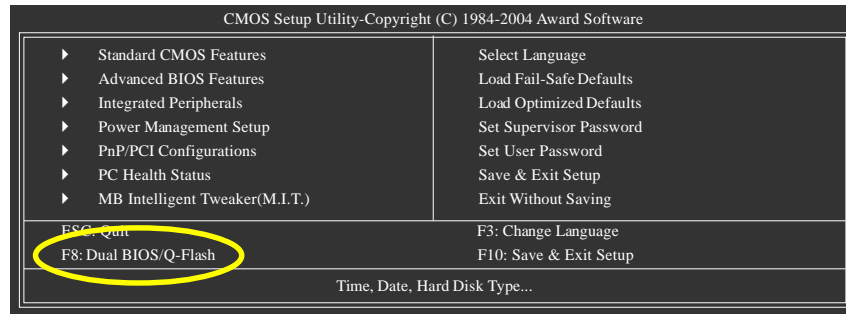 CMOS Setup Utility-Copyright (C) 1984-2004 Award Software
Standard CMOS Features
Advanced BIOS Features
Integrated Peripherals
Power Management Setup
PnP/PCI Configurations
PC Health Status
MB Intelligent Tweaker(M.I.T.)
Select Language
Load Fail-Safe Defaults
Load Optimized Defaults
Set Supervisor Password
Set User Password
Save & Exit Setup
Exit Without Saving
ESC: Quit
F3: Change Language
F8: Dual BIOS/Q-Flash
F10: Save & Exit Setup
Time, Date, Hard Disk Type...